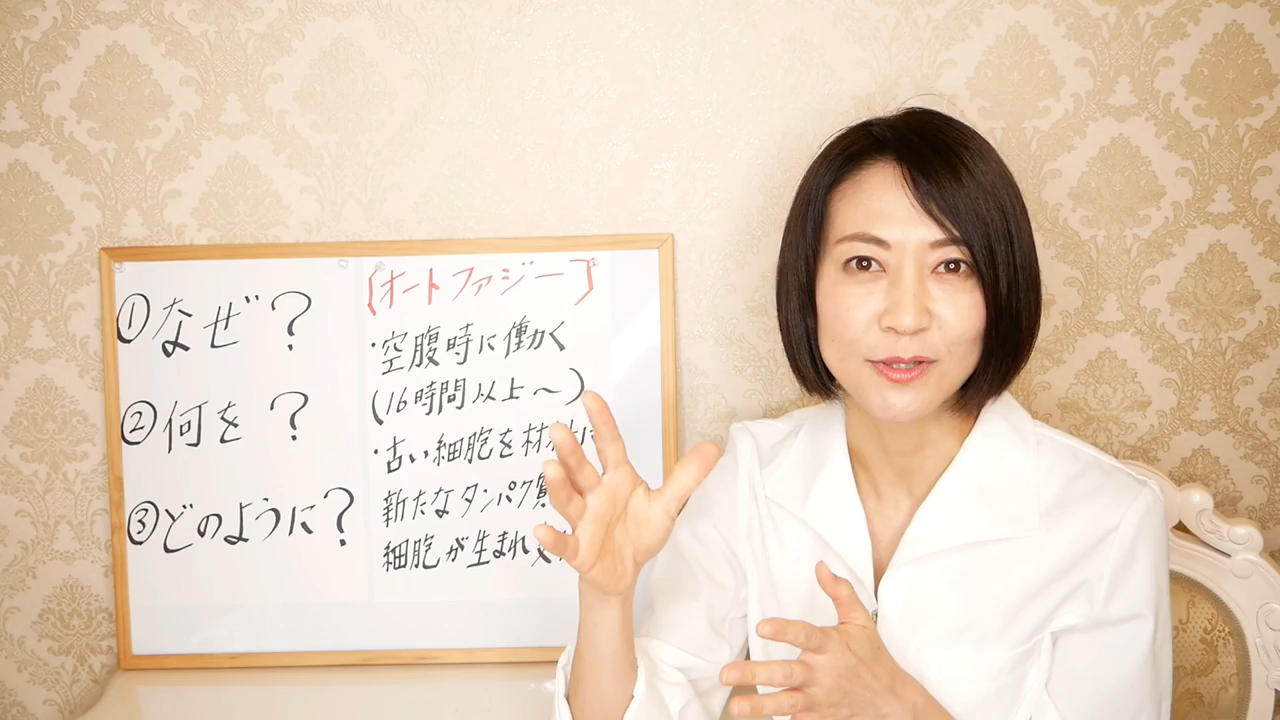 ①なぜ？
②何を？
③どのように？
[オートファジー]
・空腹時に働く
(16時間以上〜)
・古い細胞を材
新たなタンパク質
細胞が生まれ